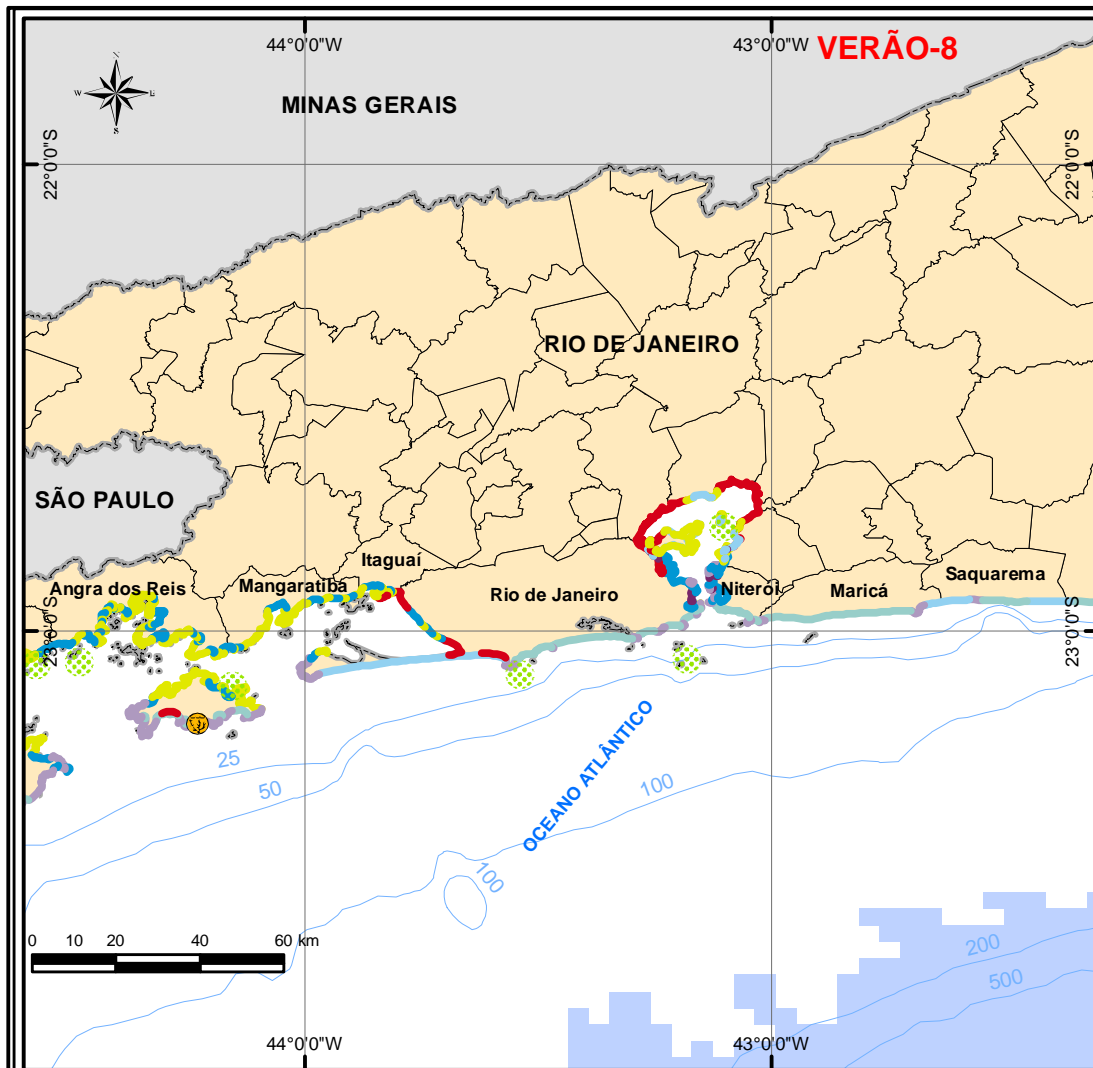 44°0'0"W
43°0'0"W
VERÃO-8
N
W
E
S
MINAS GERAIS
22°0'0"S
22°0'0"S
RIO DE JANEIRO
SÃO PAULO
Itaguaí
Angra dos Reis
Mangaratiba
Rio de Janeiro
Niterói
Maricá
Saquarema
23°0'0"S
23°0'0"S
25
50
100
OCEANO ATLÂNTICO
100
0 10 20 40 60 km
200
500
44°0'0"W
43°0'0"W